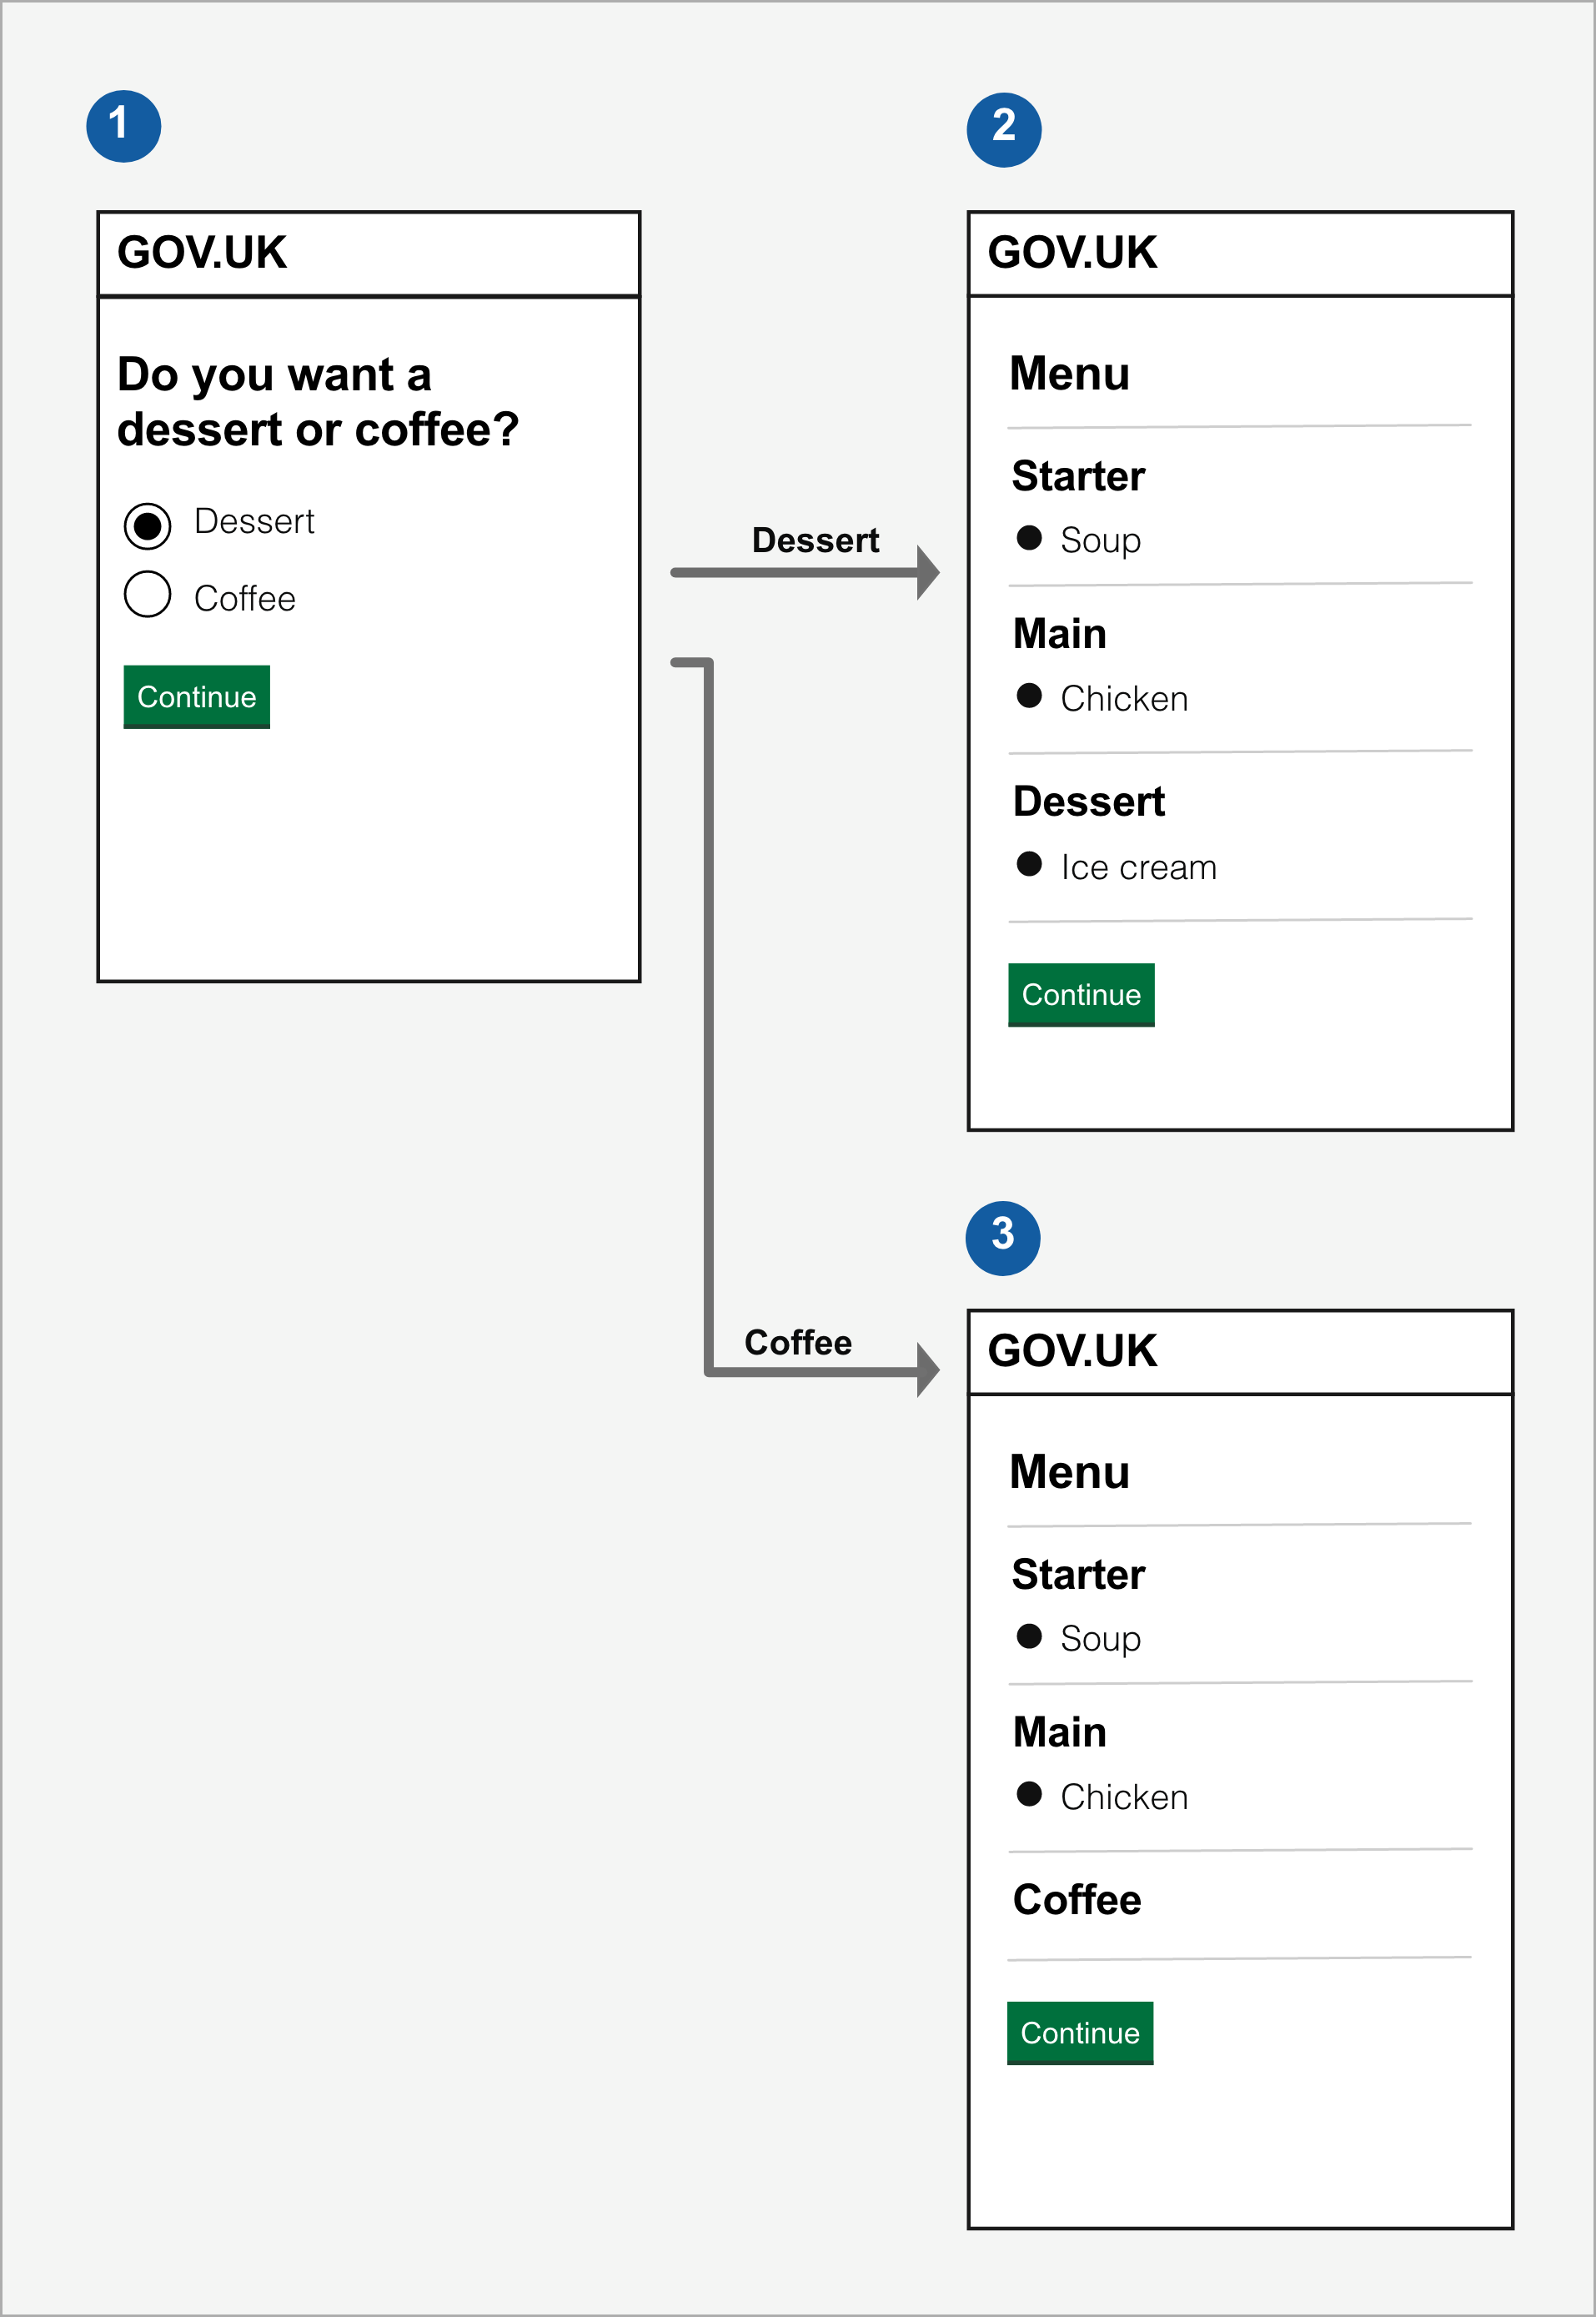 1
GOV.UK
Do you want a
dessert or coffee?
Dessert
Coffee
Continue
Dessert
Coffee
2
GOV.UK
Menu
Starter
Soup
Main
Chicken
Dessert
Ice cream
Continue
3
GOV.UK
Menu
Starter
Soup
Main
Chicken
Coffee
Continue